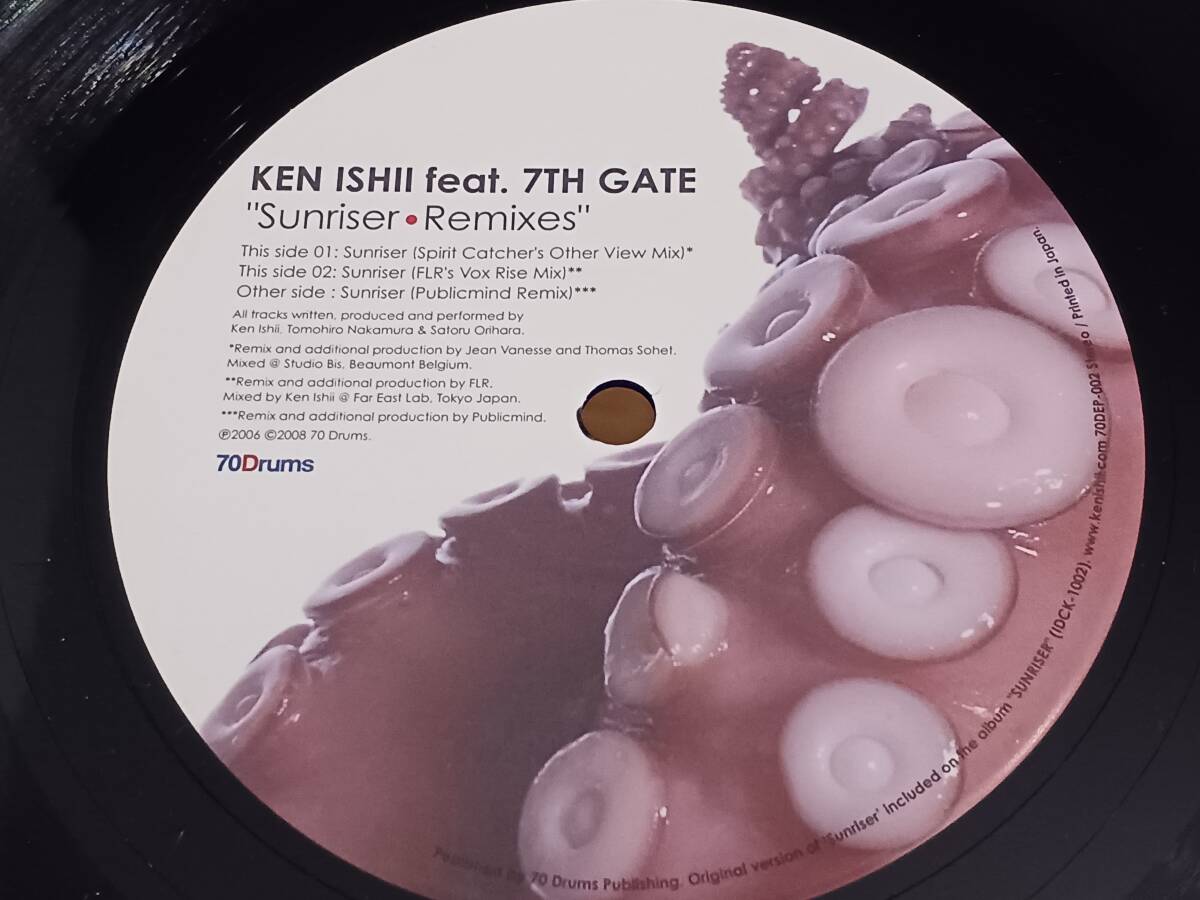 KEN ISHII feat. 7TH GATE
"Sunriser • Remixes"
This side 01: Sunriser (Spirit Catcher's Other View Mix)*
This side 02: Sunriser (FLR's Vox Rise Mix)**
Other side : Sunriser (Publicmind Remix)***
All tracks written, produced and performed by
Ken Ishii, Tomohiro Nakamura & Satoru Orihara.
*Remix and additional production by Jean Vanesse and Thomas Sohet.
Mixed @ Studio Bis, Beaumont Belgium.
**Remix and additional production by FLR.
Mixed by Ken Ishii @ Far East Lab, Tokyo Japan.
***Remix and additional production by Publicmind.
℗2006 ©2008 70 Drums.
70Drums
Published by 70 Drums Publishing. Original version of 'Sunriser' included on the album "SUNRISER" (IDCK-1002). www.kenishii.com 70DEP-002 Stereo / Printed in Japan.